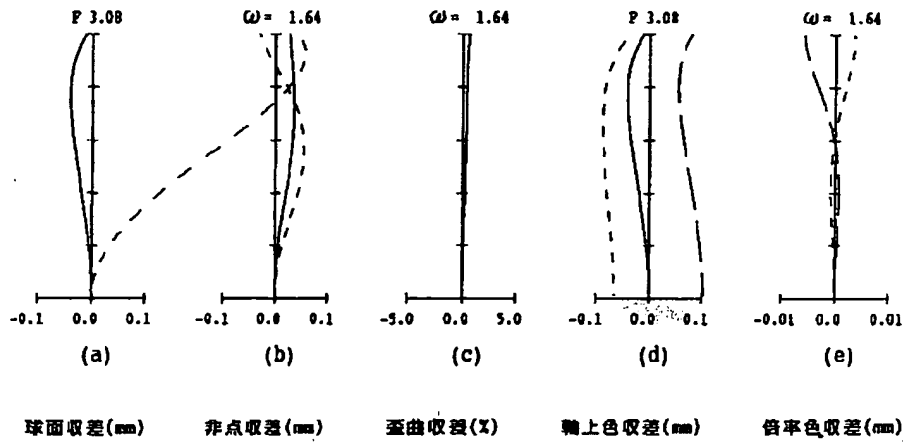 F 3.08 ω= 1.64 ω= 1.64 F 3.08 ω= 1.64
-0.1 0.0 0.1 -0.1 0.0 0.1 -5.0 0.0 5.0 -0.1 0.0 0.1 -0.01 0.0 0.01
(a) (b) (c) (d) (e)
球面収差(mm) 非点収差(mm) 歪曲収差(%) 軸上色収差(mm) 倍率色収差(mm)